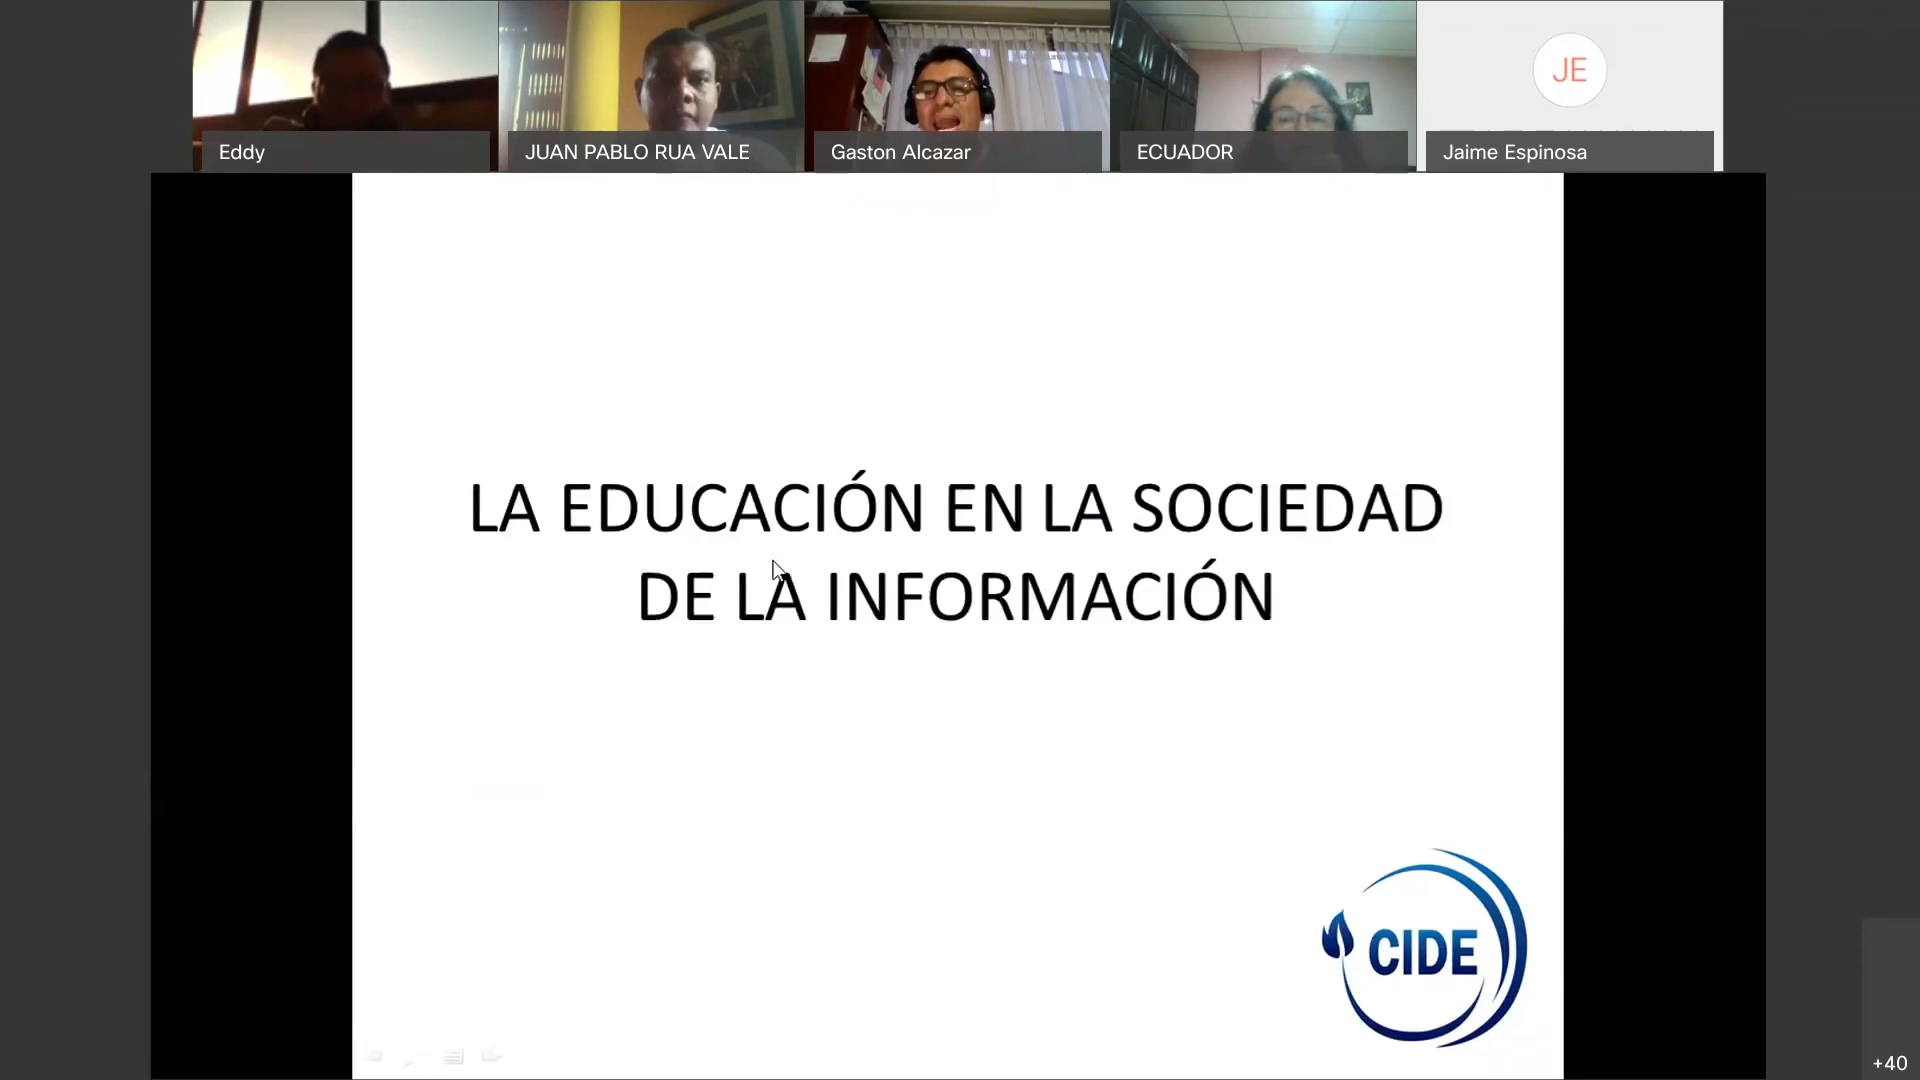 Eddy
JUAN PABLO RUA VALE
Gaston Alcazar
ECUADOR
JE
Jaime Espinosa
LA EDUCACIÓN EN LA SOCIEDAD
DE LA INFORMACIÓN
CIDE
+40